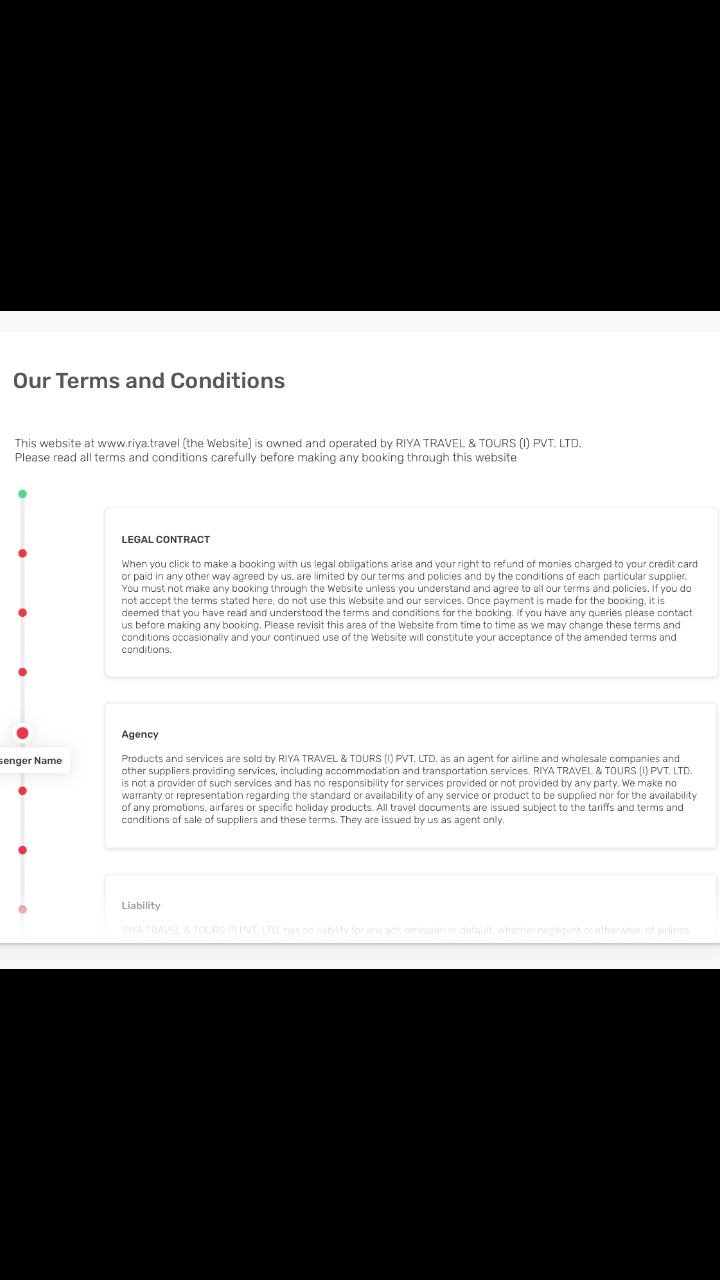 Our Terms and Conditions
This website at www.riya.travel (the Website) is owned and operated by RIYA TRAVEL & TOURS (I) PVT. LTD.
Please read all terms and conditions carefully before making any booking through this website
LEGAL CONTRACT
When you click to make a booking with us legal obligations arise and your right to refund of monies charged to your credit card
or paid in any other way agreed by us, are limited by our terms and policies and by the conditions of each particular supplier.
You must not make any booking through the Website unless you understand and agree to all our terms and policies. If you do
not accept the terms stated here, do not use this Website and our services. Once payment is made for the booking, it is
deemed that you have read and understood the terms and conditions for the booking. If you have any queries please contact
us before making any booking. Please revisit this area of the Website from time to time as we may change these terms and
conditions occasionally and your continued use of the Website will constitute your acceptance of the amended terms and
conditions.
senger Name
Agency
Products and services are sold by RIYA TRAVEL & TOURS (I) PVT. LTD. as an agent for airline and wholesale companies and
other suppliers providing services, including accommodation and transportation services. RIYA TRAVEL & TOURS (I) PVT. LTD.
is not a provider of such services and has no responsibility for services provided or not provided by any party. We make no
warranty or representation regarding the standard or availability of any service or product to be supplied nor for the availability
of any promotions, airfares or specific holiday products. All travel documents are issued subject to the tariffs and terms and
conditions of sale of suppliers and these terms. They are issued by us as agent only.
Liability
RIYA TRAVEL & TOURS (I) PVT. LTD. has no liability for any act, omission or default, whether negligent or otherwise, of airlines,